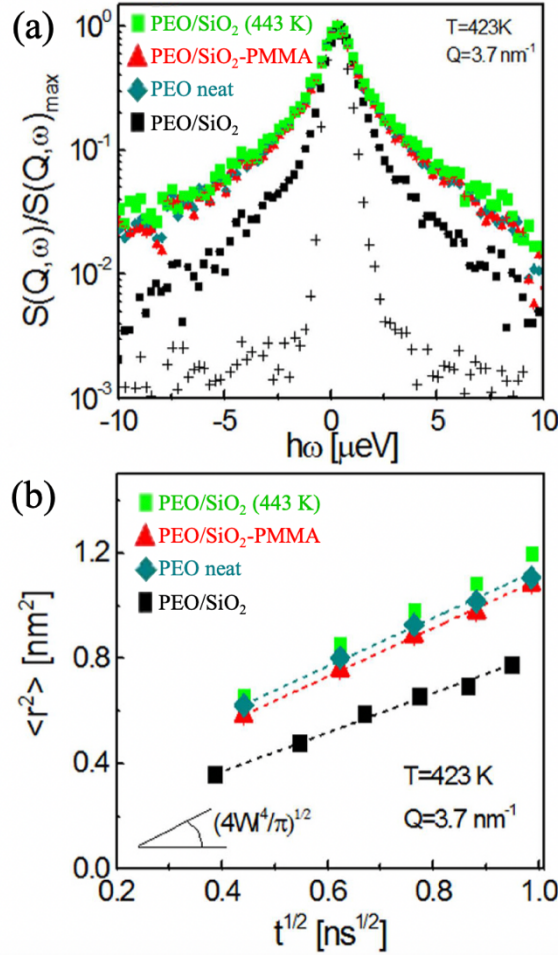 (a)
PEO/SiO₂ (443 K)
PEO/SiO₂-PMMA
PEO neat
PEO/SiO₂
T=423K
Q=3.7 nm⁻¹
S(Q,ω)/S(Q,ω)max
10⁰
10⁻¹
10⁻²
10⁻³
-10 -5 0 5 10
hω [μeV]
(b)
PEO/SiO₂ (443 K)
PEO/SiO₂-PMMA
PEO neat
PEO/SiO₂
<r²> [nm²]
1.2
0.8
0.4
0.0
(4Wl⁴/π)¹/²
T=423 K
Q=3.7 nm⁻¹
0.2 0.4 0.6 0.8 1.0
t¹/² [ns¹/²]